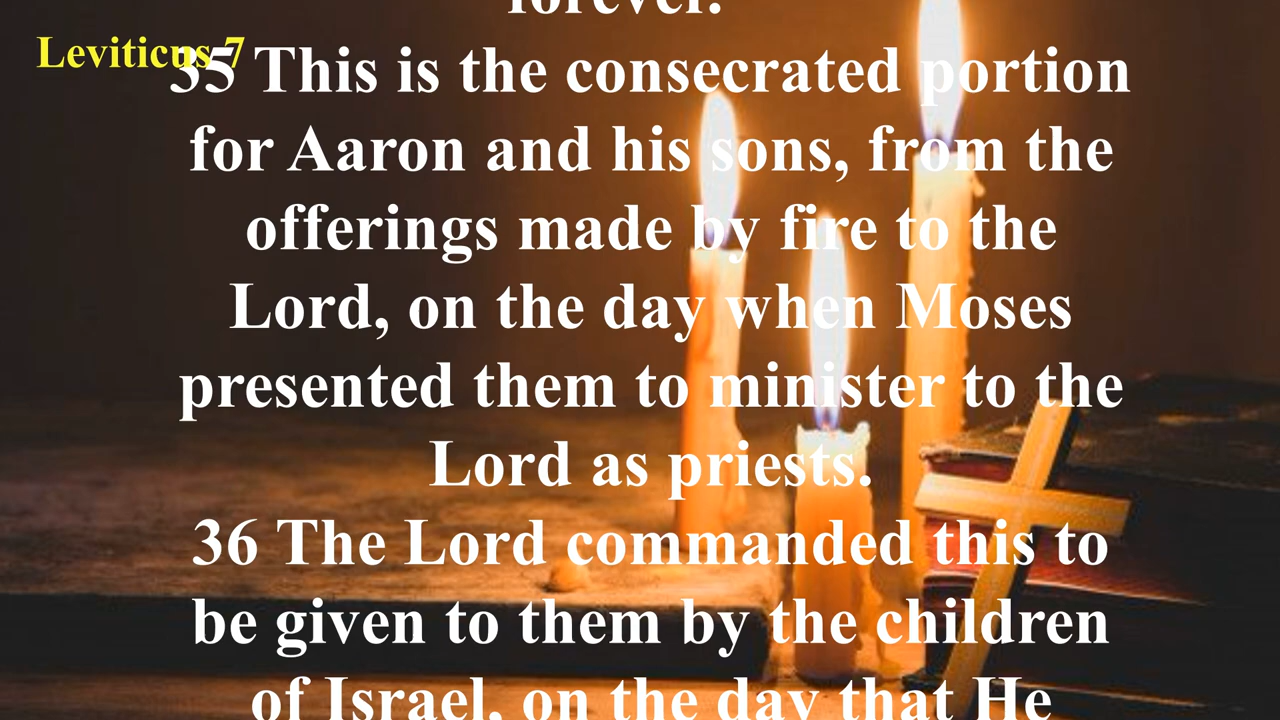 forever.
Leviticus 7
35 This is the consecrated portion
for Aaron and his sons, from the
offerings made by fire to the
Lord, on the day when Moses
presented them to minister to the
Lord as priests.
36 The Lord commanded this to
be given to them by the children
of Israel, on the day that He